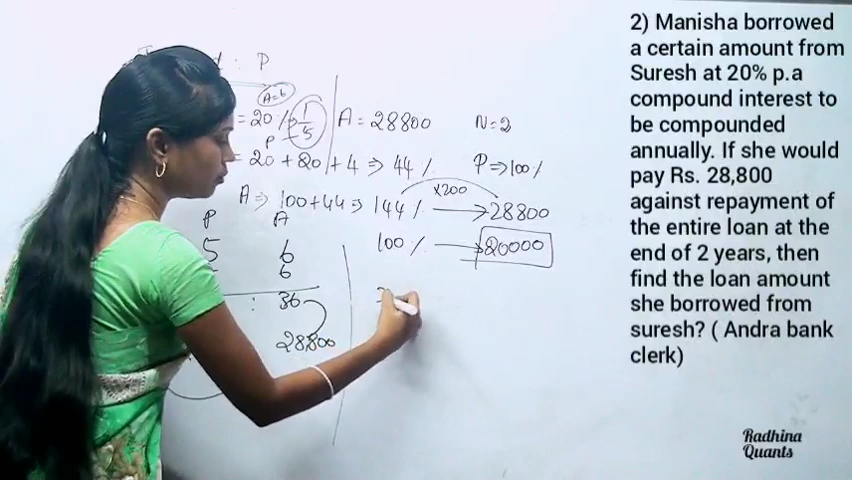 : P
A=6
= 20% 1/5
P
A = 28800 N=2
= 20 + 20 + 4 ⇒ 44% P ⇒ 100%
×200
A ⇒ 100+44 ⇒ 144% → 28800
P A
100% → 20000
5 6
6
: 36
28800
2) Manisha borrowed
a certain amount from
Suresh at 20% p.a
compound interest to
be compounded
annually. If she would
pay Rs. 28,800
against repayment of
the entire loan at the
end of 2 years, then
find the loan amount
she borrowed from
suresh? ( Andra bank
clerk)
Radhina
Quants